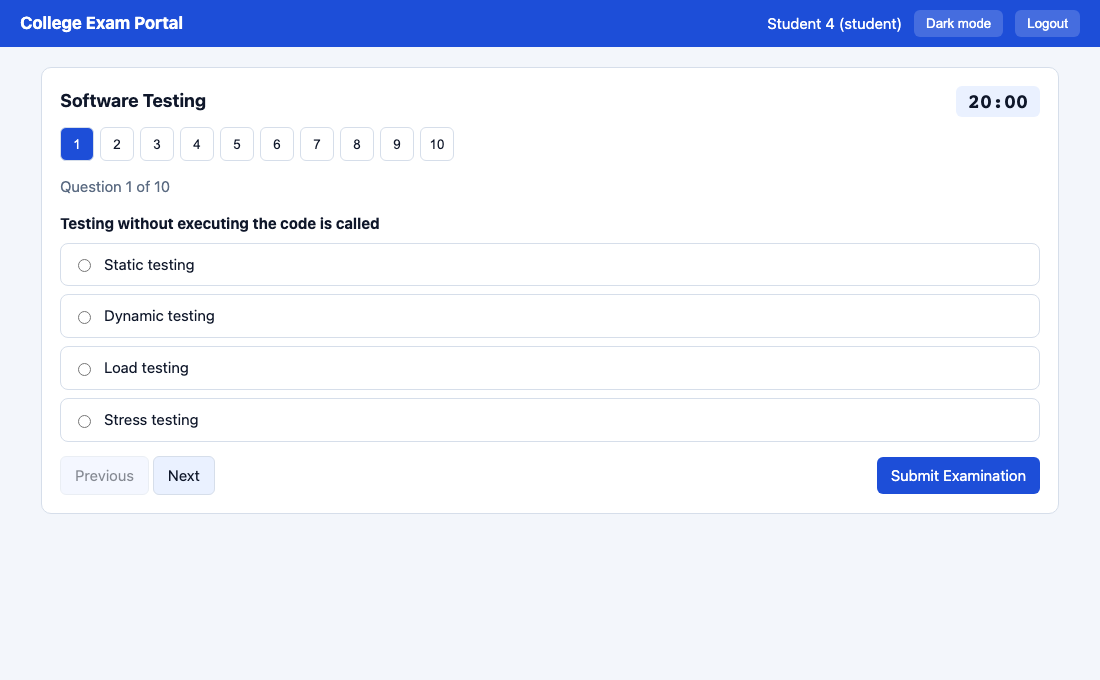 College Exam Portal
Student 4 (student) Dark mode Logout
Software Testing 20:00
1 2 3 4 5 6 7 8 9 10
Question 1 of 10
Testing without executing the code is called
Static testing
Dynamic testing
Load testing
Stress testing
Previous Next Submit Examination